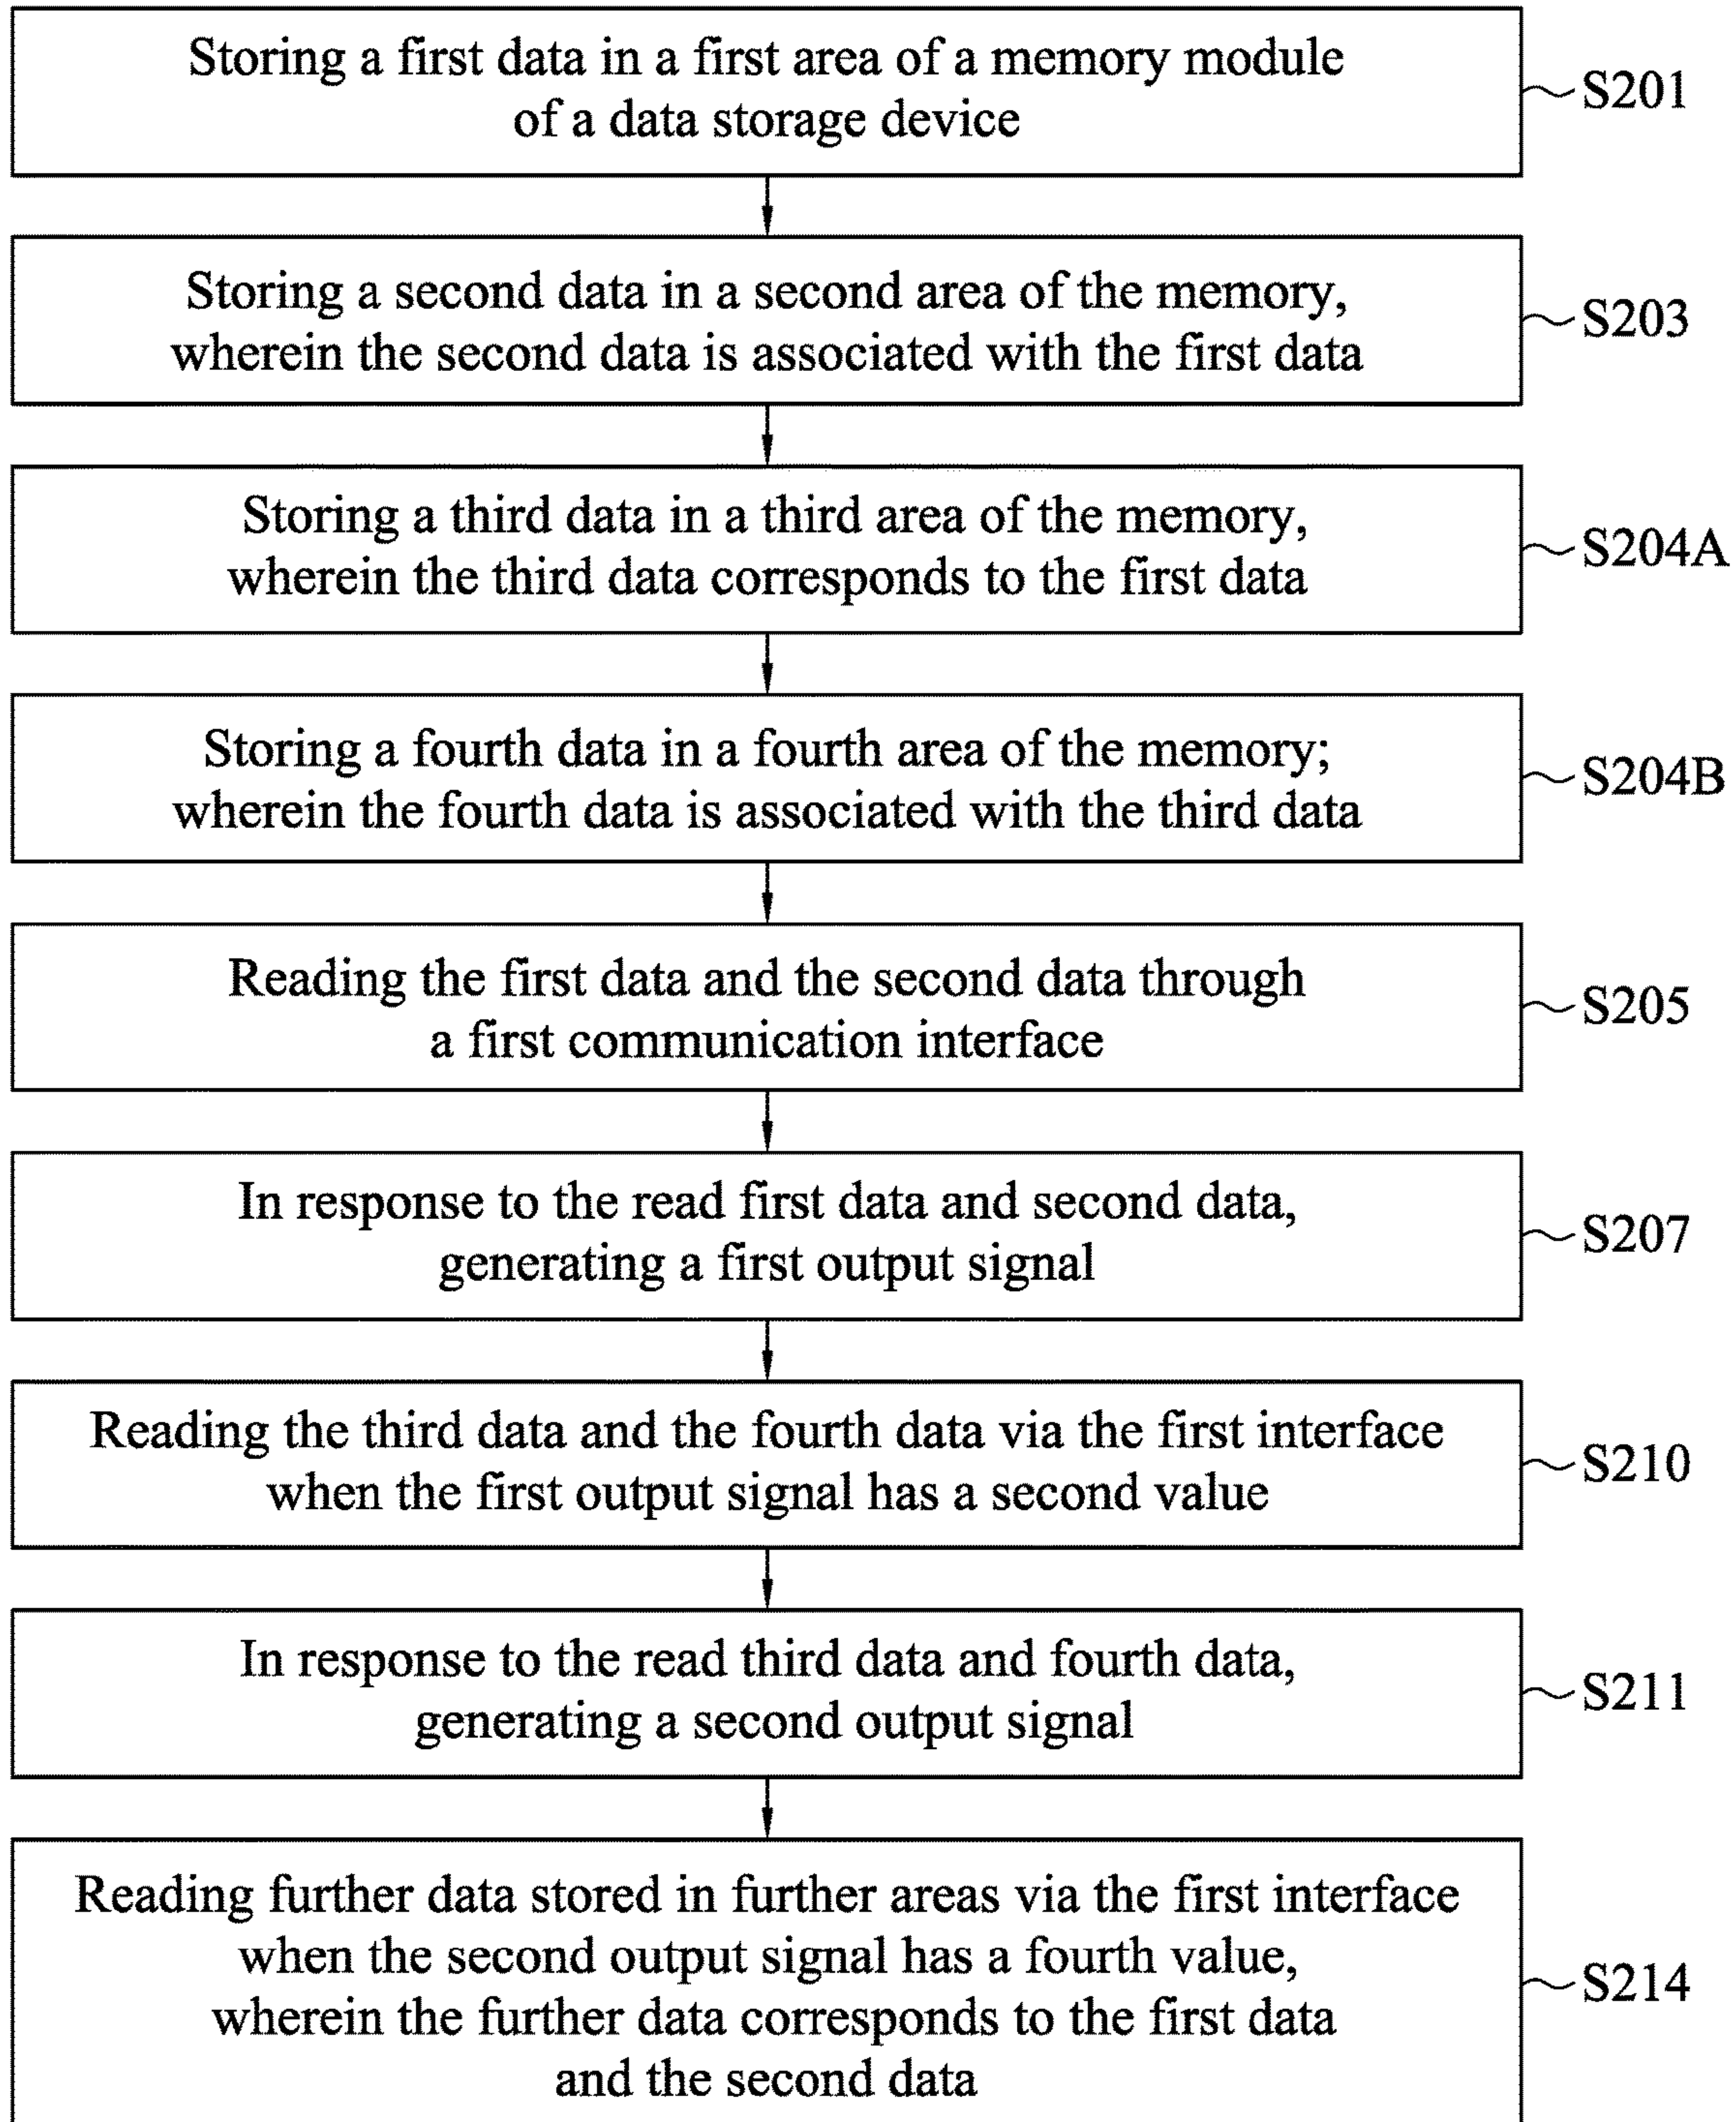 Storing a first data in a first area of a memory module
of a data storage device
S201
Storing a second data in a second area of the memory,
wherein the second data is associated with the first data
S203
Storing a third data in a third area of the memory,
wherein the third data corresponds to the first data
S204A
Storing a fourth data in a fourth area of the memory;
wherein the fourth data is associated with the third data
S204B
Reading the first data and the second data through
a first communication interface
S205
In response to the read first data and second data,
generating a first output signal
S207
Reading the third data and the fourth data via the first interface
when the first output signal has a second value
S210
In response to the read third data and fourth data,
generating a second output signal
S211
Reading further data stored in further areas via the first interface
when the second output signal has a fourth value,
wherein the further data corresponds to the first data
and the second data
S214